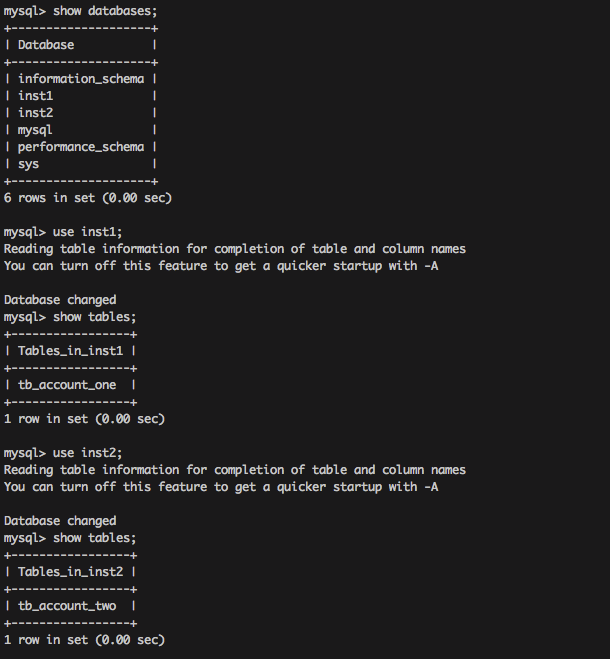 mysql> show databases;
+--------------------+
| Database           |
+--------------------+
| information_schema |
| inst1              |
| inst2              |
| mysql              |
| performance_schema |
| sys                |
+--------------------+
6 rows in set (0.00 sec)

mysql> use inst1;
Reading table information for completion of table and column names
You can turn off this feature to get a quicker startup with -A

Database changed
mysql> show tables;
+-----------------+
| Tables_in_inst1 |
+-----------------+
| tb_account_one  |
+-----------------+
1 row in set (0.00 sec)

mysql> use inst2;
Reading table information for completion of table and column names
You can turn off this feature to get a quicker startup with -A

Database changed
mysql> show tables;
+-----------------+
| Tables_in_inst2 |
+-----------------+
| tb_account_two  |
+-----------------+
1 row in set (0.00 sec)